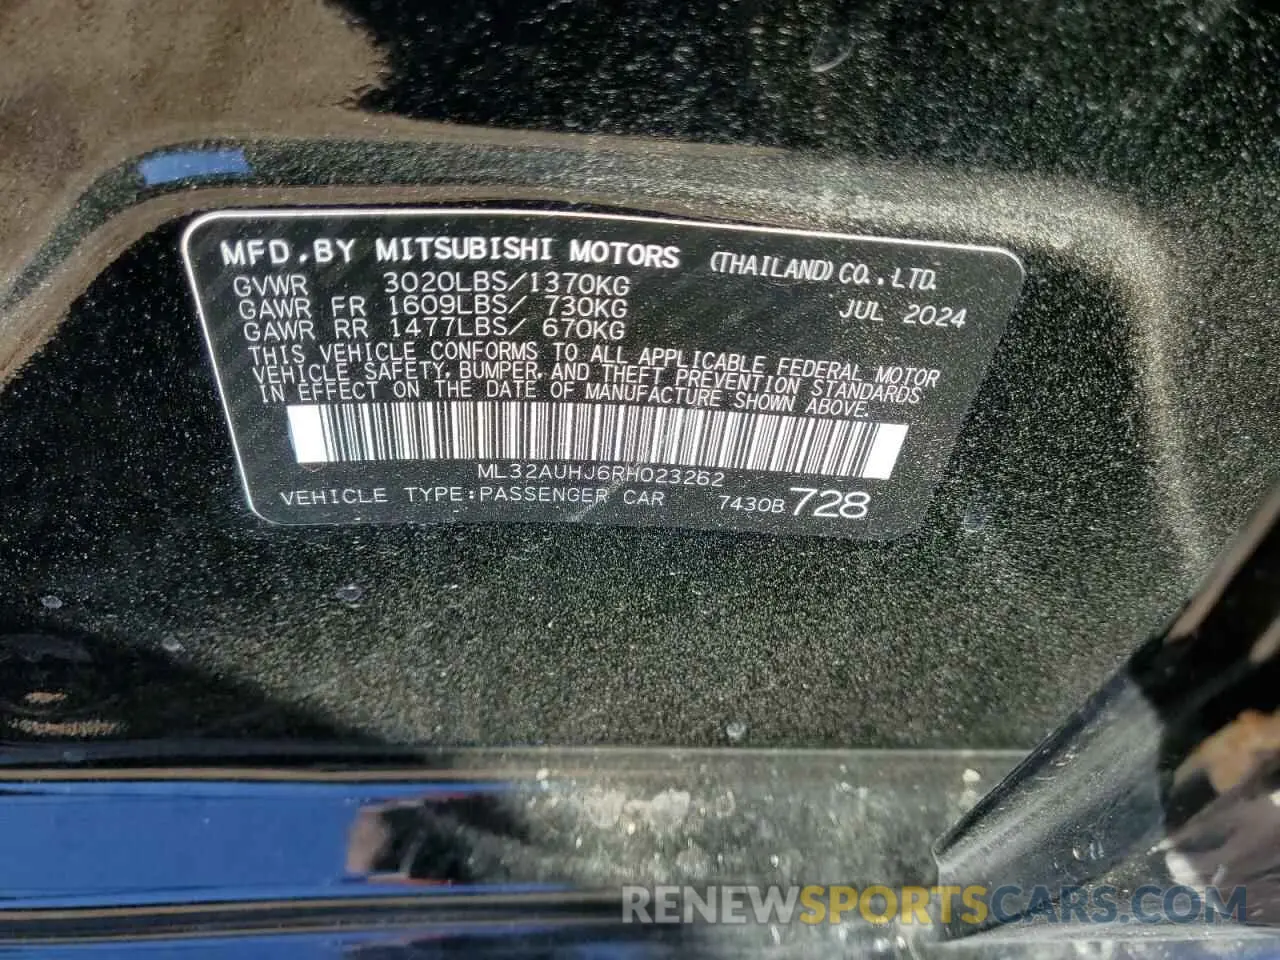 MFD.BY MITSUBISHI MOTORS (THAILAND) CO.,LTD.
GVWR 3020LBS/1370KG
GAWR FR 1609LBS/ 730KG JUL 2024
GAWR RR 1477LBS/ 670KG
THIS VEHICLE CONFORMS TO ALL APPLICABLE FEDERAL MOTOR
VEHICLE SAFETY, BUMPER, AND THEFT PREVENTION STANDARDS
IN EFFECT ON THE DATE OF MANUFACTURE SHOWN ABOVE.
ML32AUHJ6RH023262
VEHICLE TYPE:PASSENGER CAR 7430B 728
RENEWSPORTSCARS.COM